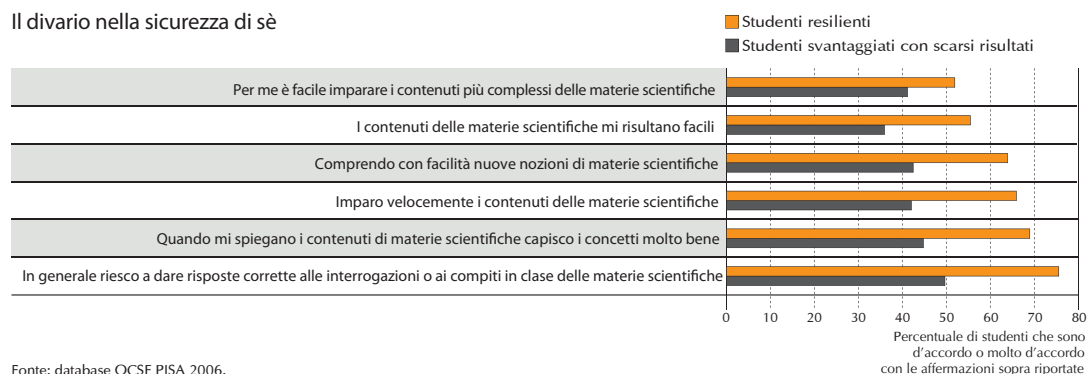 Il divario nella sicurezza di sè
Studenti resilienti
Studenti svantaggiati con scarsi risultati
Per me è facile imparare i contenuti più complessi delle materie scientifiche
I contenuti delle materie scientifiche mi risultano facili
Comprendo con facilità nuove nozioni di materie scientifiche
Imparo velocemente i contenuti delle materie scientifiche
Quando mi spiegano i contenuti di materie scientifiche capisco i concetti molto bene
In generale riesco a dare risposte corrette alle interrogazioni o ai compiti in clase delle materie scientifiche
0 10 20 30 40 50 60 70 80
Percentuale di studenti che sono
d'accordo o molto d'accordo
con le affermazioni sopra riportate
Fonte: database OCSE PISA 2006.